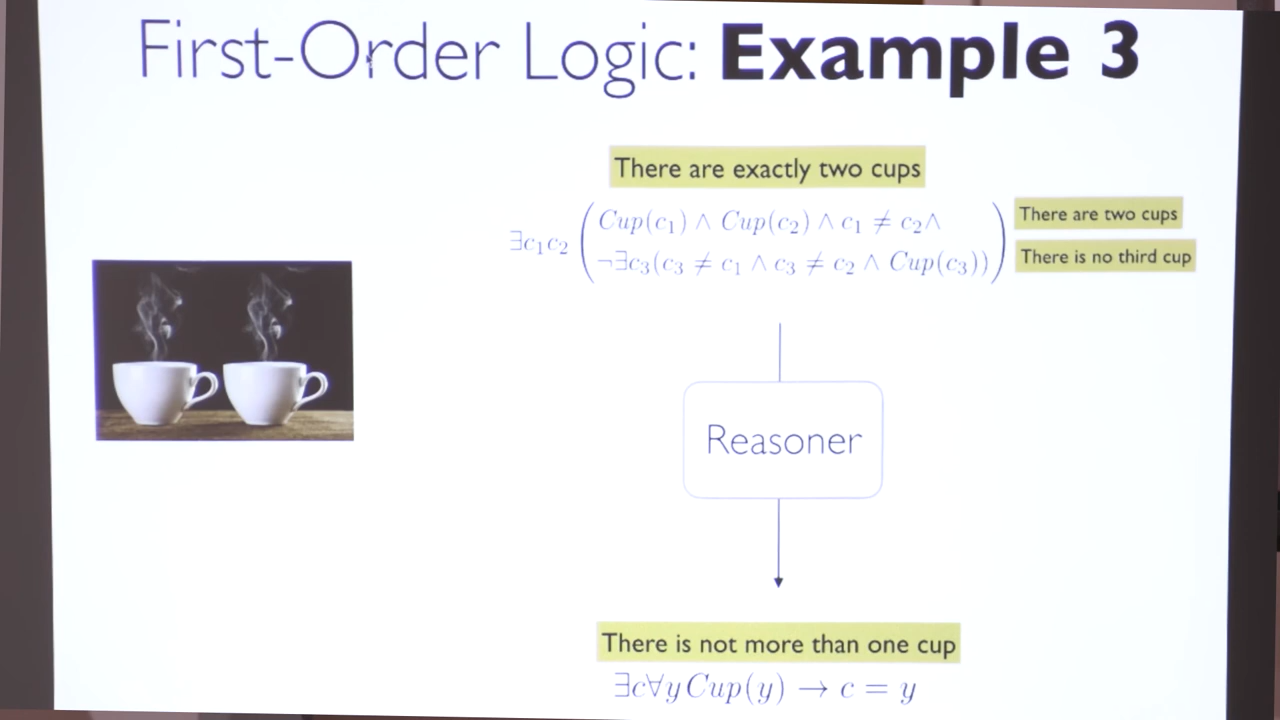 First-Order Logic: Example 3
There are exactly two cups
∃c₁c₂ ( Cup(c₁) ∧ Cup(c₂) ∧ c₁ ≠ c₂∧
¬∃c₃(c₃ ≠ c₁ ∧ c₃ ≠ c₂ ∧ Cup(c₃)) )
There are two cups
There is no third cup
Reasoner
There is not more than one cup
∃c∀y Cup(y) → c = y